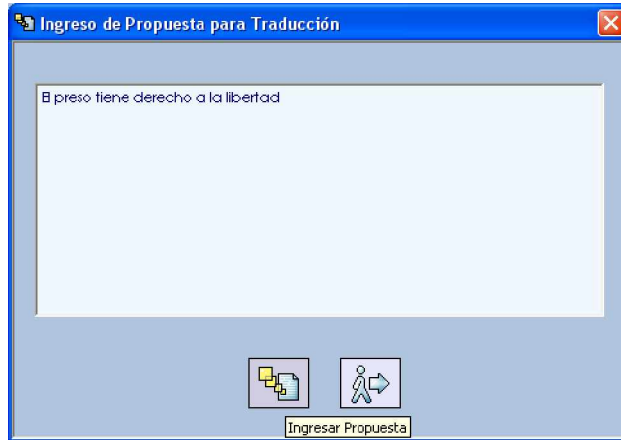 Ingreso de Propuesta para Traducción
El preso tiene derecho a la libertad
Ingresar Propuesta